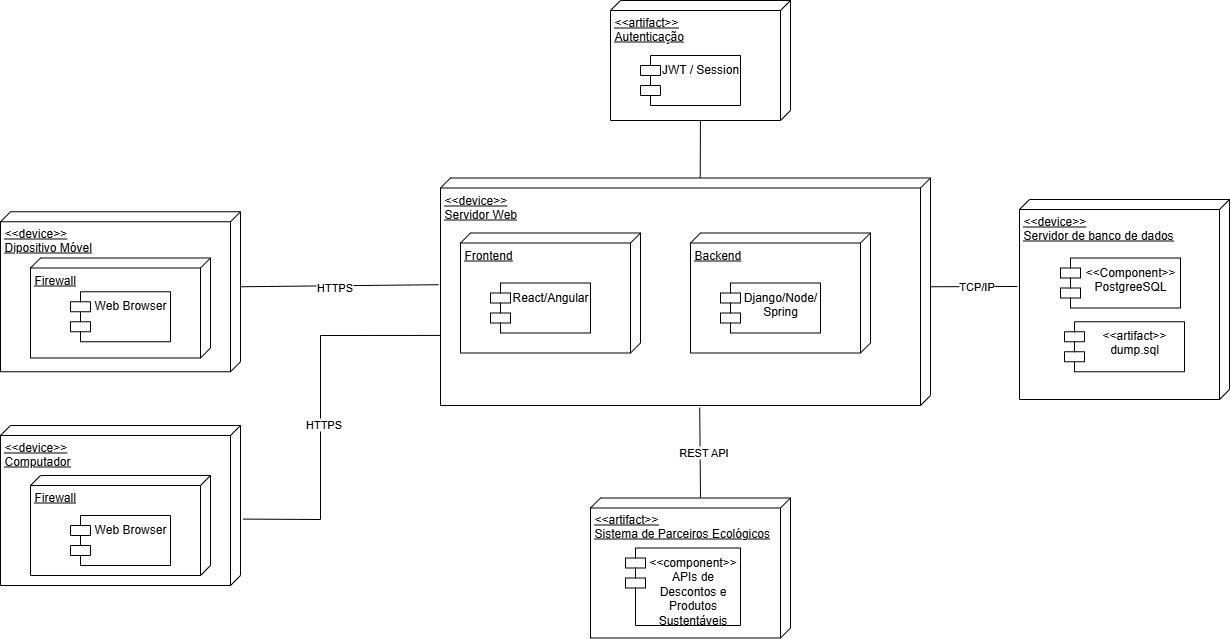 <<artifact>>
Autenticação
JWT / Session
<<device>>
Servidor Web
Frontend
React/Angular
Backend
Django/Node/
Spring
<<device>>
Dipositivo Móvel
Firewall
Web Browser
HTTPS
<<device>>
Servidor de banco de dados
<<Component>>
PostgreeSQL
<<artifact>>
dump.sql
TCP/IP
HTTPS
<<device>>
Computador
Firewall
Web Browser
REST API
<<artifact>>
Sistema de Parceiros Ecológicos
<<component>>
APIs de
Descontos e
Produtos
Sustentáveis